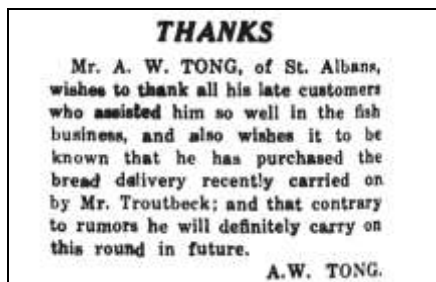 THANKS
Mr. A. W. TONG, of St. Albans,
wishes to thank all his late customers
who assisted him so well in the fish
business, and also wishes it to be
known that he has purchased the
bread delivery recently carried on
by Mr. Troutbeck; and that contrary
to rumors he will definitely carry on
this round in future.
A.W. TONG.